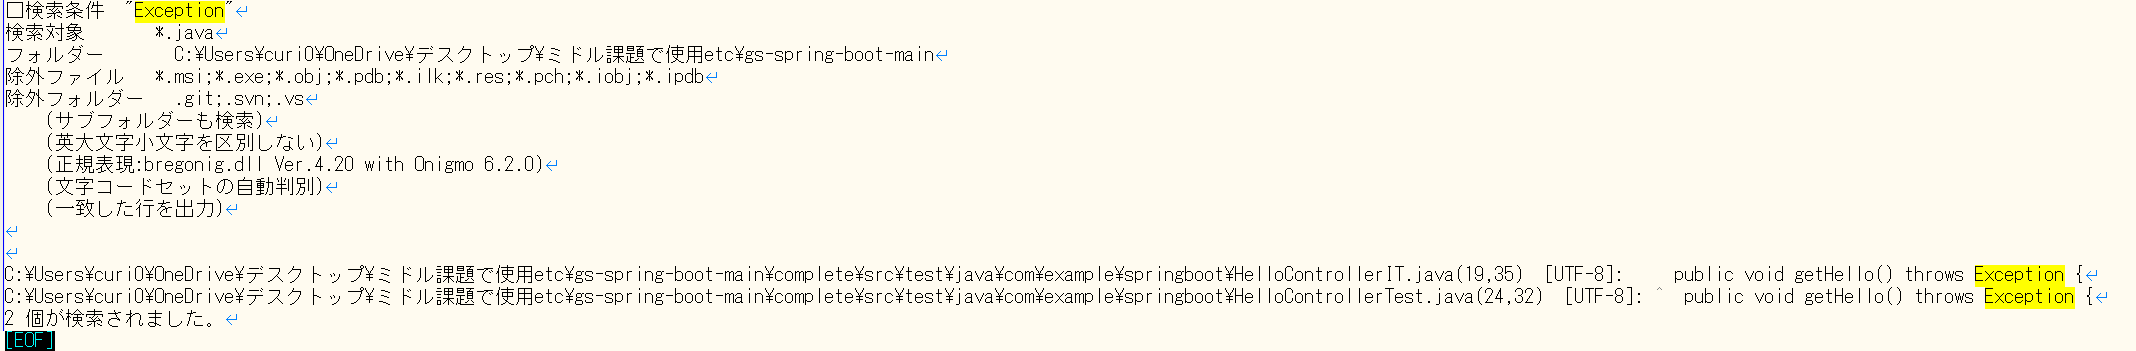 □検索条件  "Exception"↵
検索対象       *.java↵
フォルダー       C:¥Users¥curi0¥OneDrive¥デスクトップ¥ミドル課題で使用etc¥gs-spring-boot-main↵
除外ファイル   *.msi;*.exe;*.obj;*.pdb;*.ilk;*.res;*.pch;*.iobj;*.ipdb↵
除外フォルダー   .git;.svn;.vs↵
    (サブフォルダーも検索)↵
    (英大文字小文字を区別しない)↵
    (正規表現:bregonig.dll Ver.4.20 with Onigmo 6.2.0)↵
    (文字コードセットの自動判別)↵
    (一致した行を出力)↵
↵
↵
C:¥Users¥curi0¥OneDrive¥デスクトップ¥ミドル課題で使用etc¥gs-spring-boot-main¥complete¥src¥test¥java¥com¥example¥springboot¥HelloControllerIT.java(19,35)  [UTF-8]:     public void getHello() throws Exception {↵
C:¥Users¥curi0¥OneDrive¥デスクトップ¥ミドル課題で使用etc¥gs-spring-boot-main¥complete¥src¥test¥java¥com¥example¥springboot¥HelloControllerTest.java(24,32)  [UTF-8]: ^  public void getHello() throws Exception {↵
2 個が検索されました。↵
[EOF]